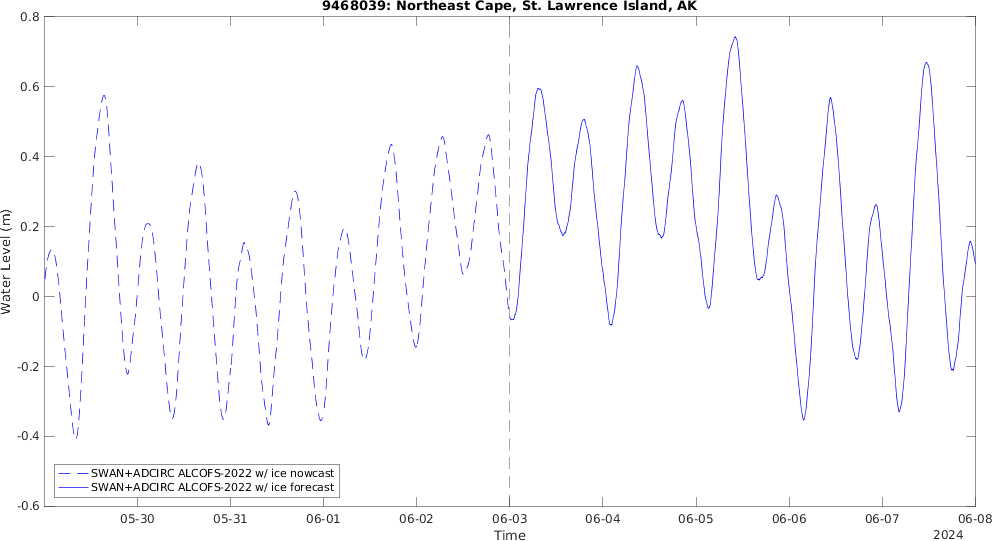 9468039: Northeast Cape, St. Lawrence Island, AK
0.8
0.6
0.4
0.2
0
-0.2
-0.4
-0.6
Water Level (m)
SWAN+ADCIRC ALCOFS-2022 w/ ice nowcast
SWAN+ADCIRC ALCOFS-2022 w/ ice forecast
05-30 05-31 06-01 06-02 06-03 06-04 06-05 06-06 06-07 06-08
Time
2024